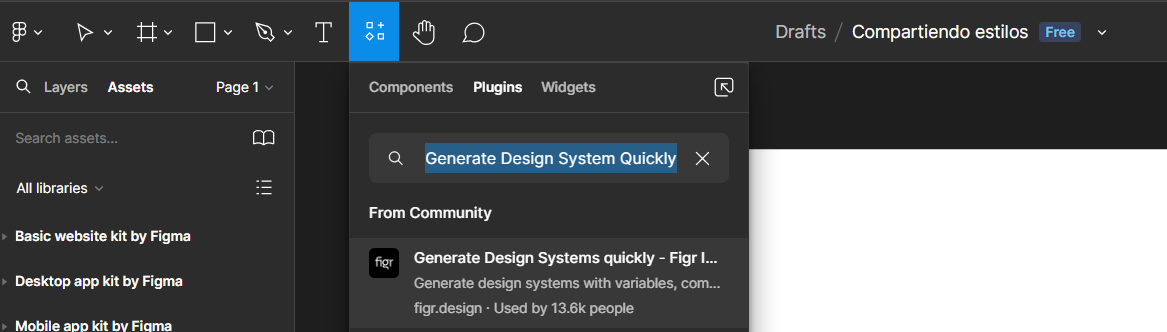 Drafts / Compartiendo estilos Free
Layers Assets Page 1
Components Plugins Widgets
Search assets...
Generate Design System Quickly
All libraries
From Community
Basic website kit by Figma
figr
Generate Design Systems quickly - Figr I...
Desktop app kit by Figma
Generate design systems with variables, com...
figr.design · Used by 13.6k people
Mobile app kit by Figma